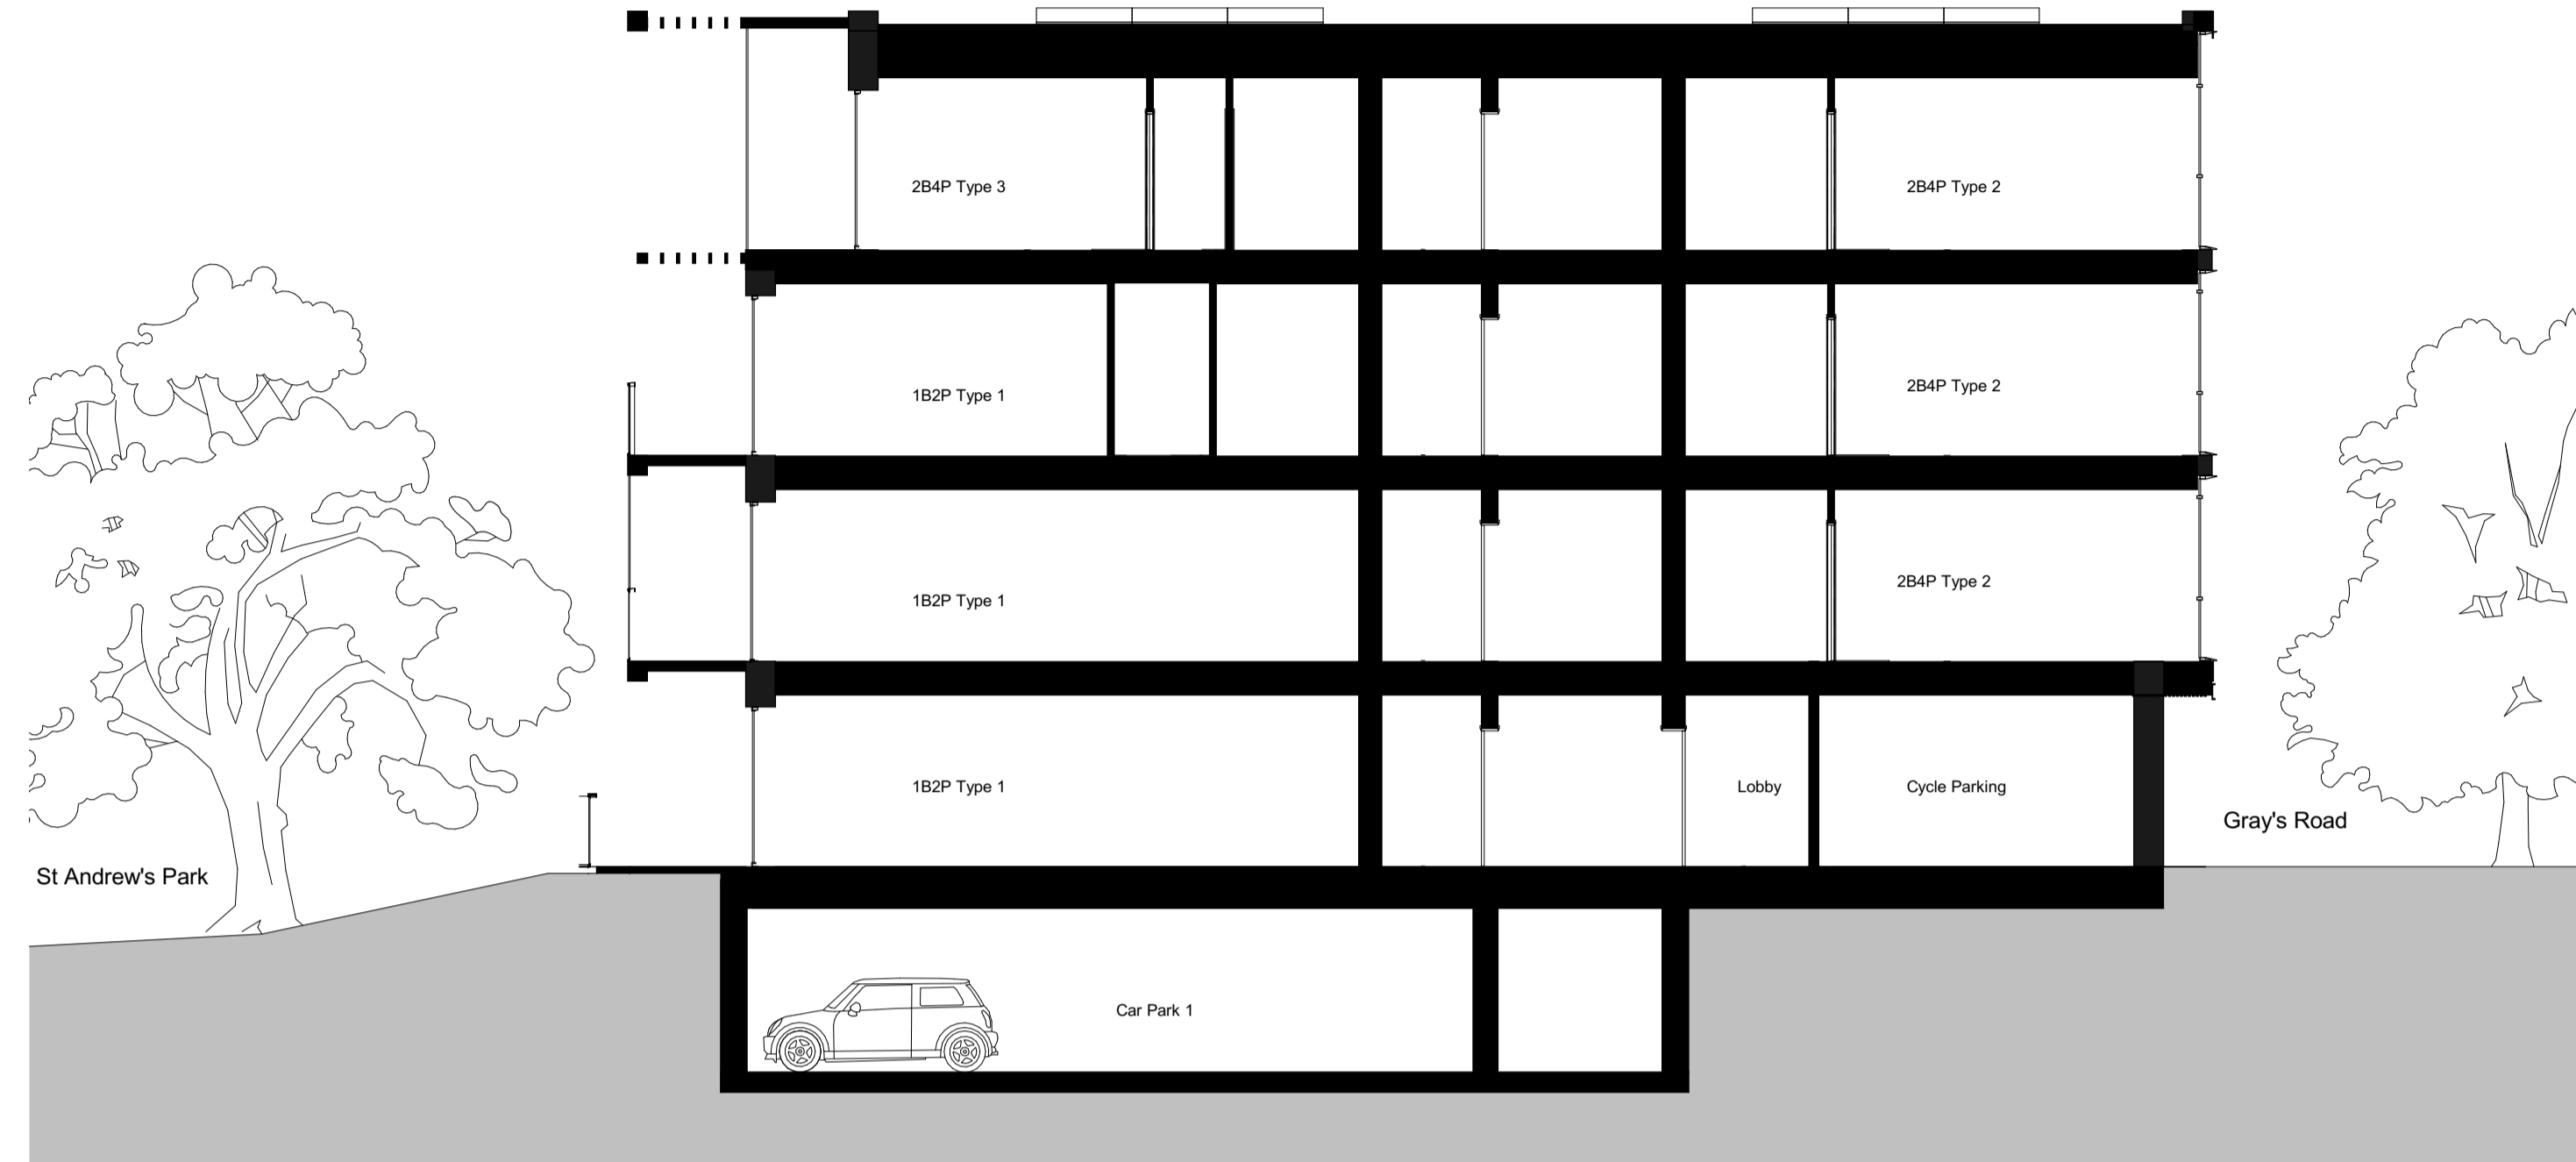 2B4P Type 3
2B4P Type 2
1B2P Type 1
2B4P Type 2
1B2P Type 1
2B4P Type 2
1B2P Type 1
Lobby
Cycle Parking
Gray's Road
St Andrew's Park
Car Park 1